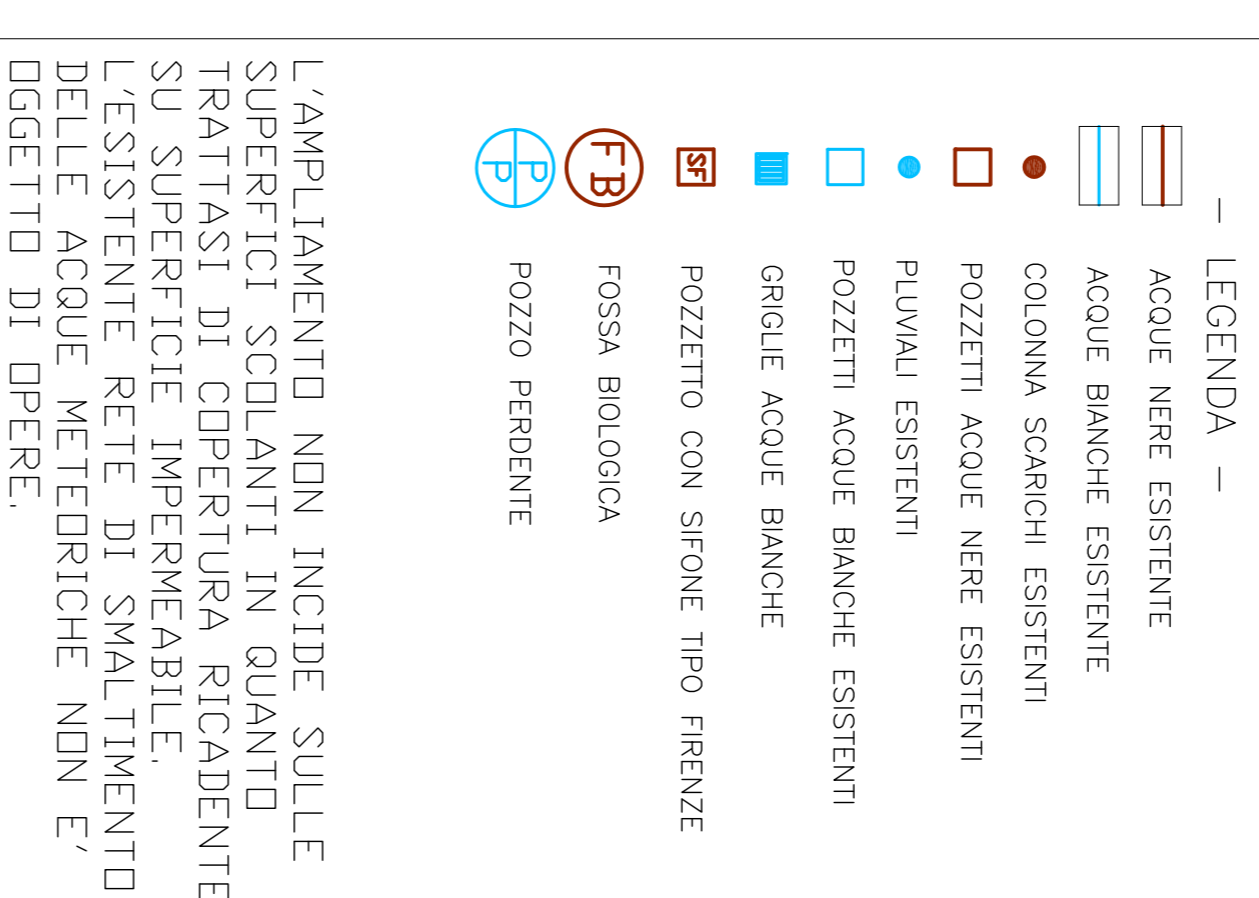 — LEGENDA —
ACQUE NERE ESISTENTE
ACQUE BIANCHE ESISTENTE
COLONNA SCARICHI ESISTENTI
POZZETTI ACQUE NERE ESISTENTI
PLUVIALI ESISTENTI
POZZETTI ACQUE BIANCHE ESISTENTI
GRIGLIE ACQUE BIANCHE
SF POZZETTO CON SIFONE TIPO FIRENZE
FB FOSSA BIOLOGICA
PP POZZO PERDENTE
L'AMPLIAMENTO NON INCIDE SULLE
SUPERFICI SCOLANTI IN QUANTO
TRATTASI DI COPERTURA RICADENTE
SU SUPERFICIE IMPERMEABILE.
L'ESISTENTE RETE DI SMALTIMENTO
DELLE ACQUE METEORICHE NON E'
OGGETTO DI OPERE.